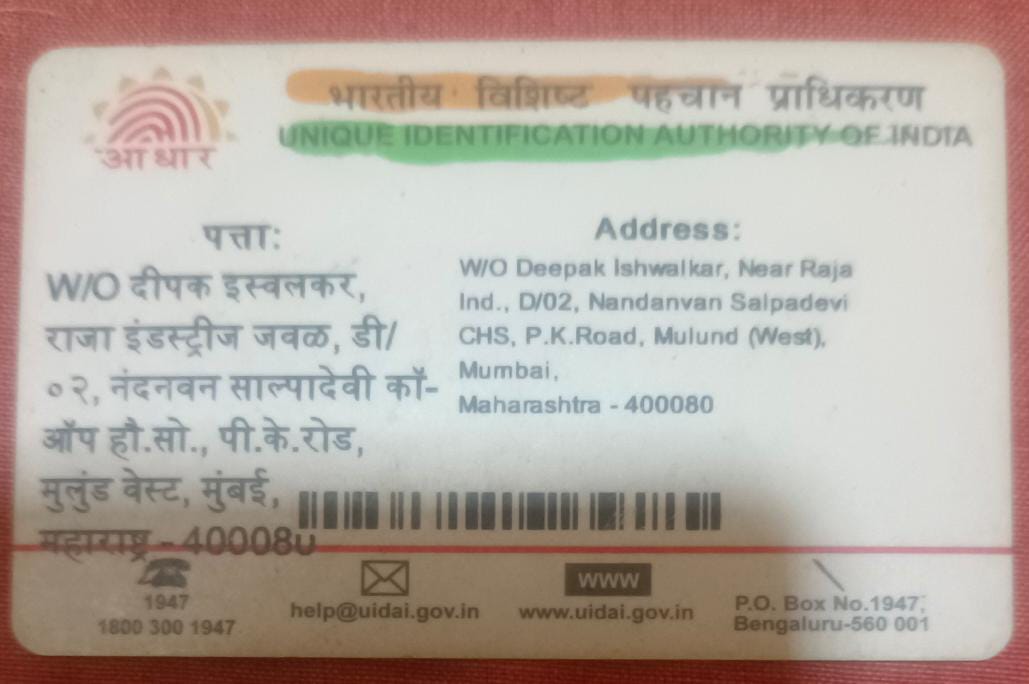 भारतीय विशिष्ट पहचान प्राधिकरण
UNIQUE IDENTIFICATION AUTHORITY OF INDIA
आधार
पत्ता:
W/O दीपक इस्वलकर,
राजा इंडस्ट्रीज जवळ, डी/
०२, नंदनवन साल्पादेवी कॉ-
ऑप हौ.सो., पी.के.रोड,
मुलुंड वेस्ट, मुंबई,
महाराष्ट्र - 400080
Address:
W/O Deepak Ishwalkar, Near Raja
Ind., D/02, Nandanvan Salpadevi
CHS, P.K.Road, Mulund (West),
Mumbai,
Maharashtra - 400080
1947
1800 300 1947
help@uidai.gov.in
www
www.uidai.gov.in
P.O. Box No.1947,
Bengaluru-560 001